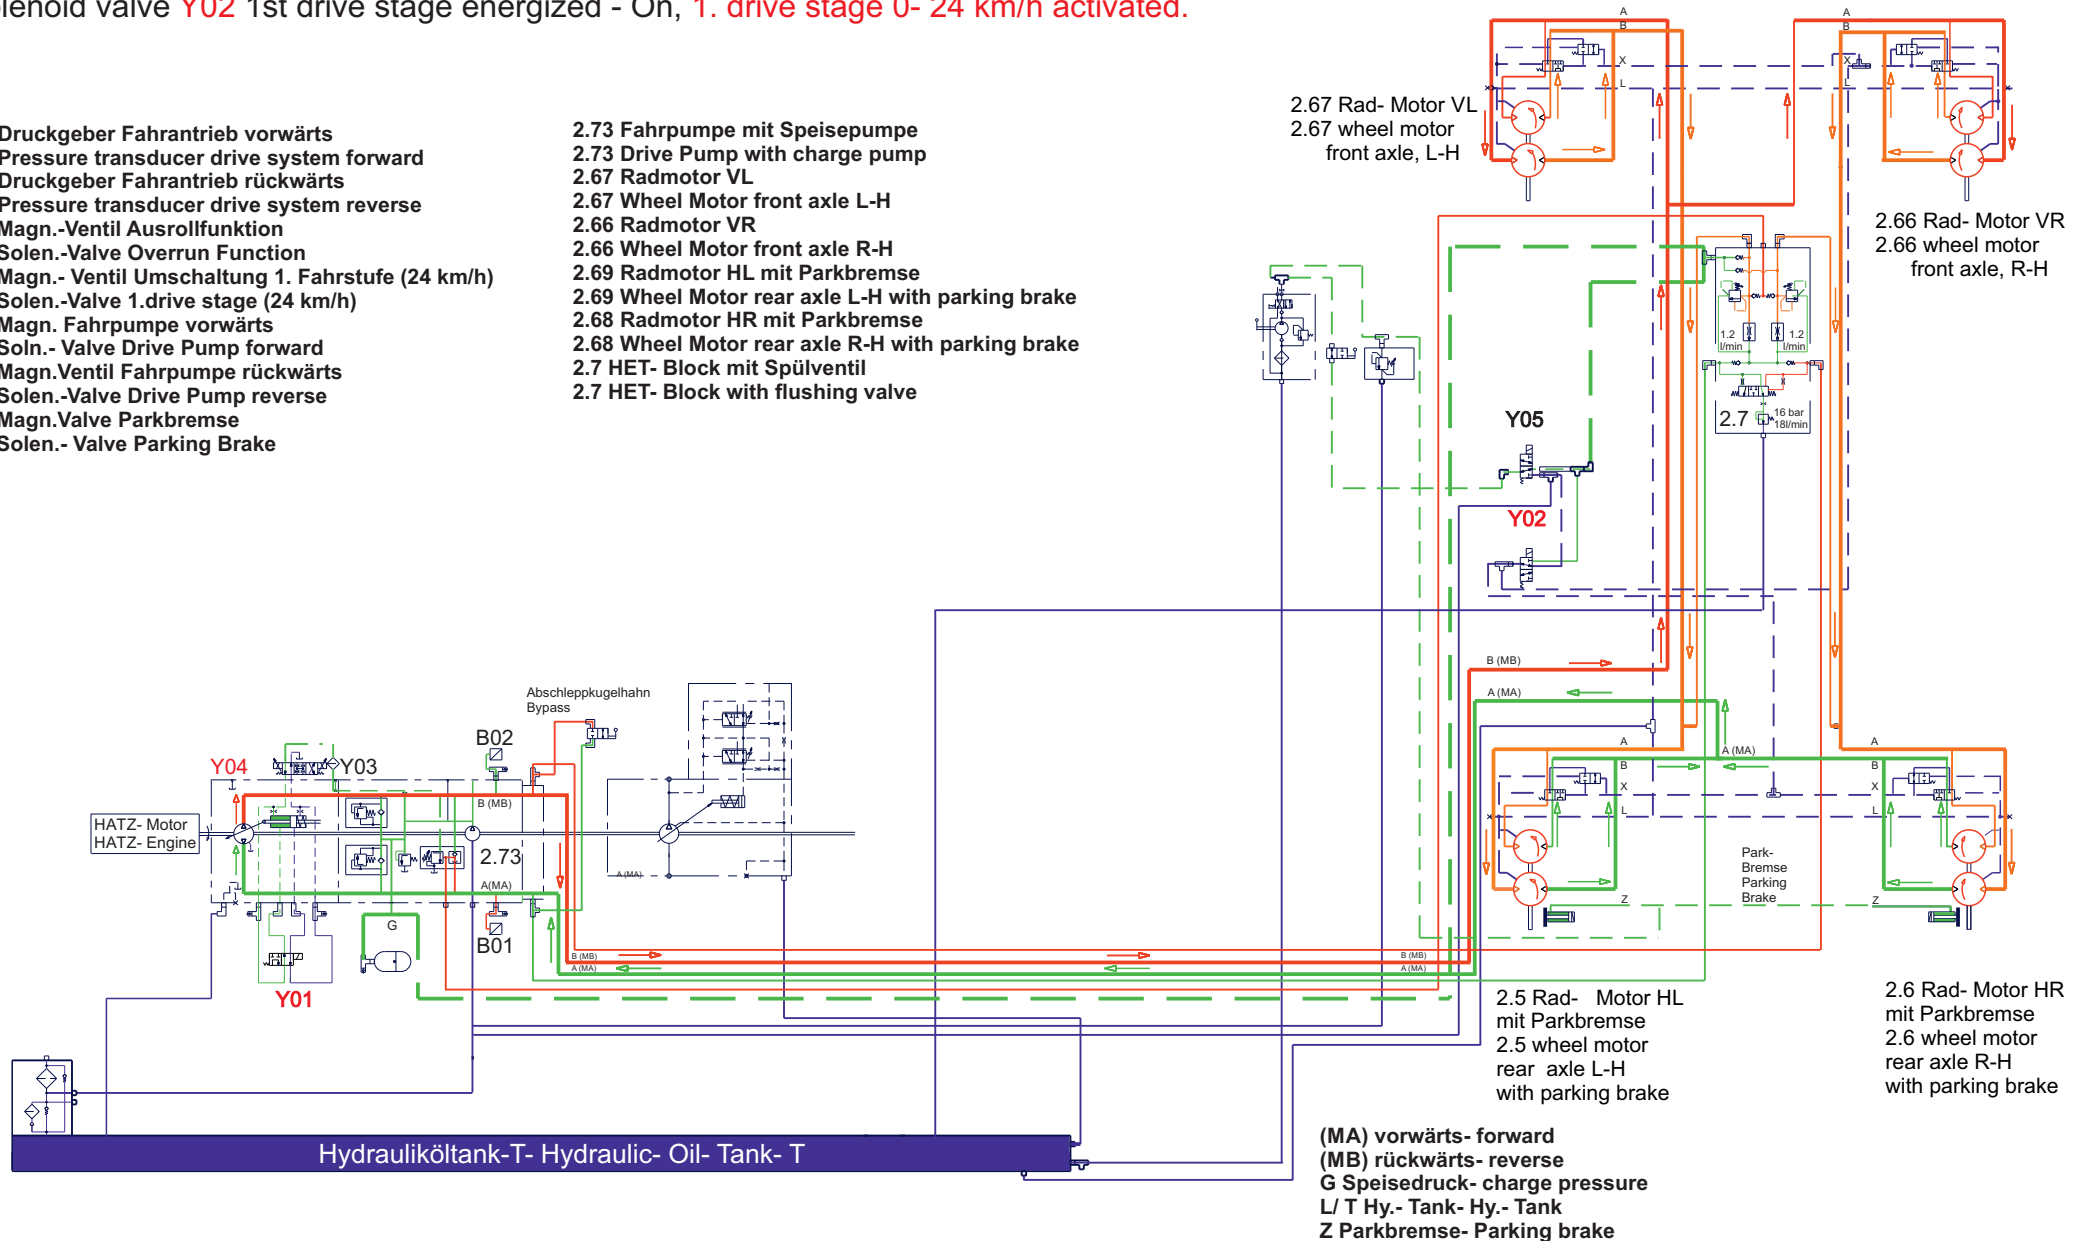 olenoid valve Y02 1st drive stage energized - On, 1. drive stage 0- 24 km/h activated.
Druckgeber Fahrantrieb vorwärts
Pressure transducer drive system forward
Druckgeber Fahrantrieb rückwärts
Pressure transducer drive system reverse
Magn.-Ventil Ausrollfunktion
Solen.-Valve Overrun Function
Magn.- Ventil Umschaltung 1. Fahrstufe (24 km/h)
Solen.-Valve 1.drive stage (24 km/h)
Magn. Fahrpumpe vorwärts
Soln.- Valve Drive Pump forward
Magn.Ventil Fahrpumpe rückwärts
Solen.-Valve Drive Pump reverse
Magn.Valve Parkbremse
Solen.- Valve Parking Brake
2.73 Fahrpumpe mit Speisepumpe
2.73 Drive Pump with charge pump
2.67 Radmotor VL
2.67 Wheel Motor front axle L-H
2.66 Radmotor VR
2.66 Wheel Motor front axle R-H
2.69 Radmotor HL mit Parkbremse
2.69 Wheel Motor rear axle L-H with parking brake
2.68 Radmotor HR mit Parkbremse
2.68 Wheel Motor rear axle R-H with parking brake
2.7 HET- Block mit Spülventil
2.7 HET- Block with flushing valve
A
B
X
L
A
B
X
L
2.67 Rad- Motor VL
2.67 wheel motor
front axle, L-H
2.66 Rad- Motor VR
2.66 wheel motor
front axle, R-H
1.2
l/min
1.2
l/min
2.7
16 bar
18l/min
Y05
Y02
B (MB)
A (MA)
Abschleppkugelhahn
Bypass
B02
Y04
Y03
B (MB)
HATZ- Motor
HATZ- Engine
2.73
A(MA)
A (MA)
G
B01
Y01
B (MB)
A (MA)
B (MB)
A (MA)
A
B
X
L
Z
A (MA)
A
B
X
L
Z
Park-
Bremse
Parking
Brake
2.5 Rad- Motor HL
mit Parkbremse
2.5 wheel motor
rear axle L-H
with parking brake
2.6 Rad- Motor HR
mit Parkbremse
2.6 wheel motor
rear axle R-H
with parking brake
Hydrauliköltank-T- Hydraulic- Oil- Tank- T
(MA) vorwärts- forward
(MB) rückwärts- reverse
G Speisedruck- charge pressure
L/ T Hy.- Tank- Hy.- Tank
Z Parkbremse- Parking brake